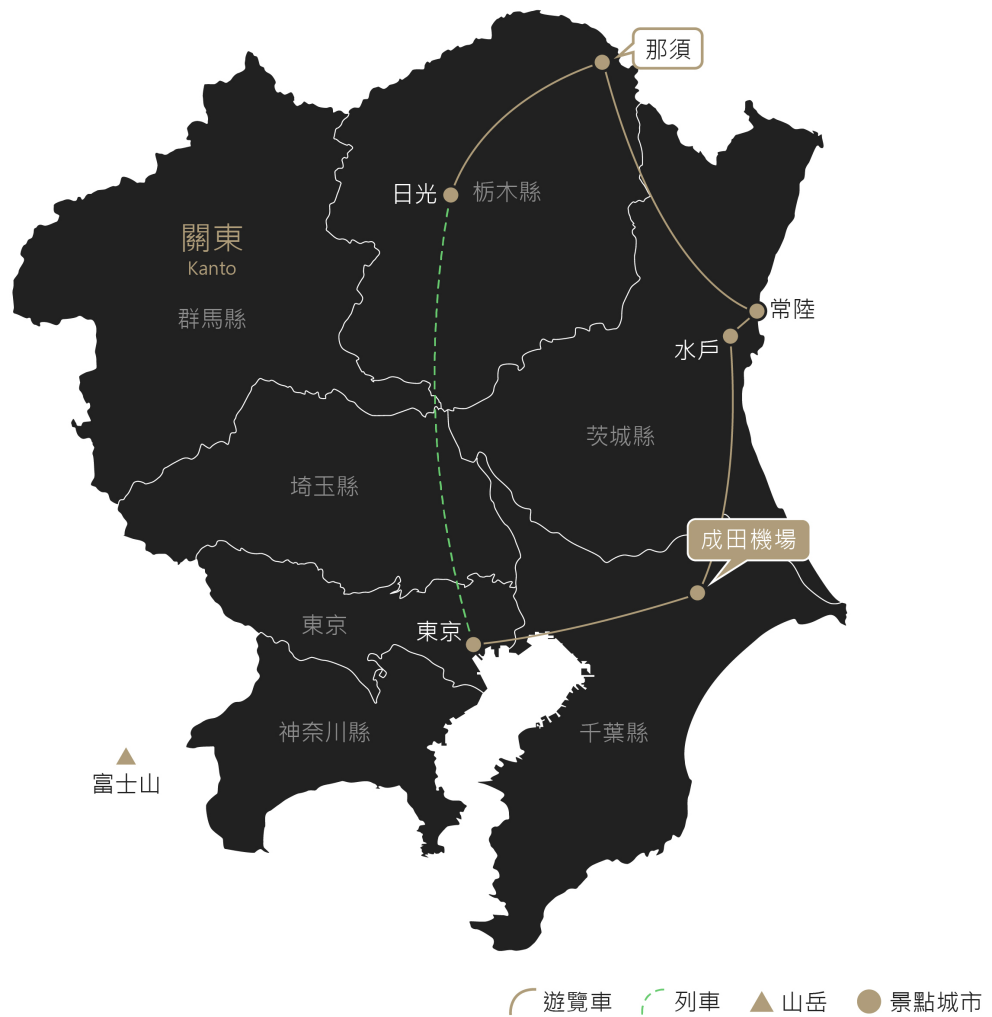 那須
日光
栃木縣
關東
Kanto
群馬縣
常陸
水戶
茨城縣
埼玉縣
成田機場
東京
東京
神奈川縣
千葉縣
富士山
遊覽車
列車
山岳
景點城市